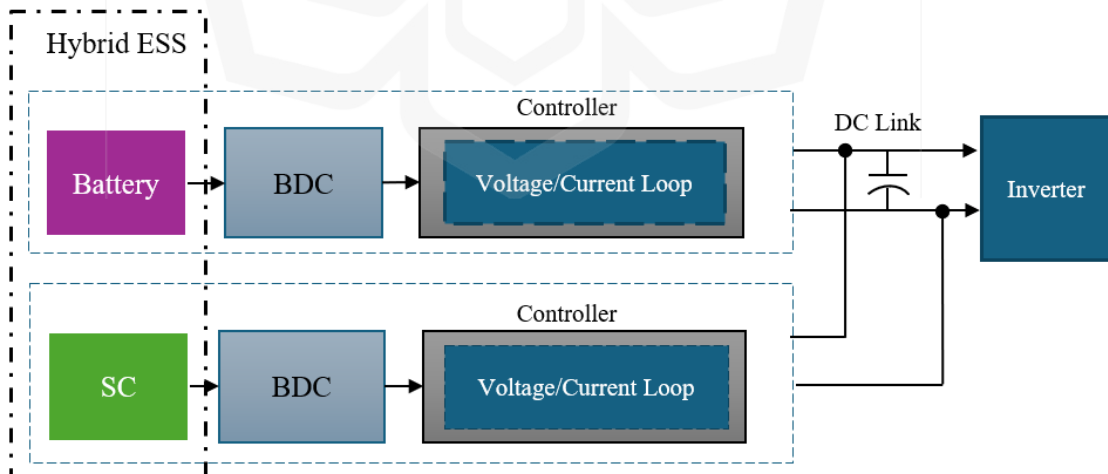 Hybrid ESS
Controller
DC Link
Battery
BDC
Voltage/Current Loop
Inverter
Controller
SC
BDC
Voltage/Current Loop